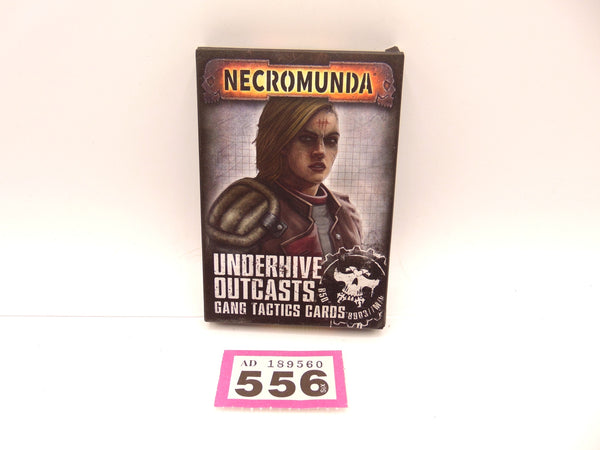 NECROMUNDA
UNDERHIVE
OUTCASTS
GANG TACTICS CARDS
AD 189560
556